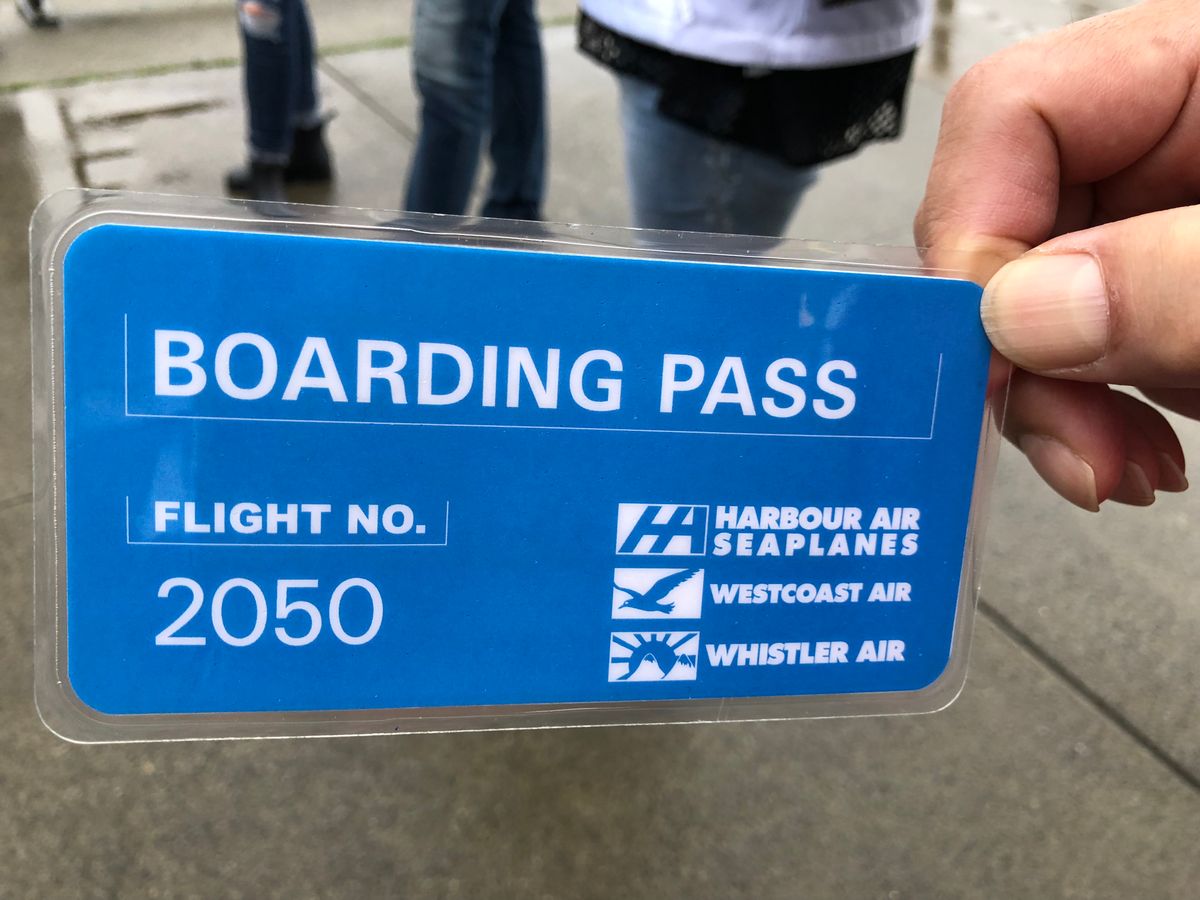 BOARDING PASS
FLIGHT NO.
2050
HARBOUR AIR
SEAPLANES
WESTCOAST AIR
WHISTLER AIR